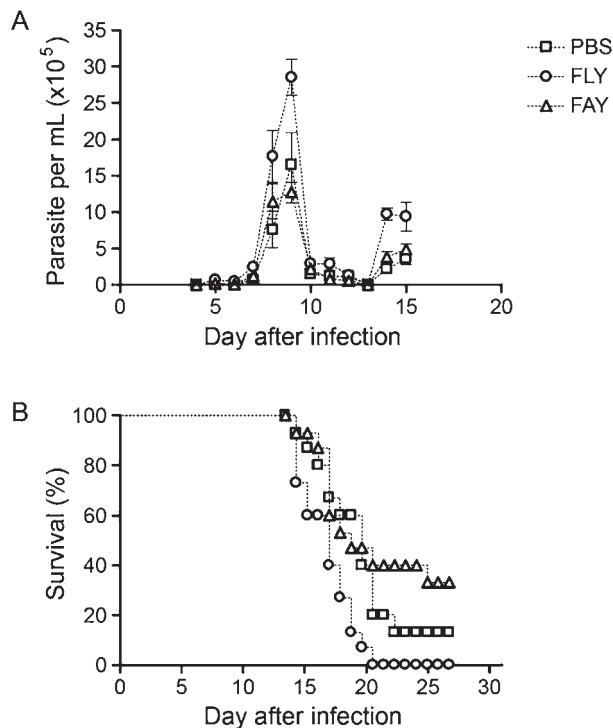 A
Parasite per mL (x10⁵)
35
30
25
20
15
10
5
0
0 5 10 15 20
Day after infection
PBS
FLY
FAY
B
Survival (%)
100
80
60
40
20
0
0 5 10 15 20 25 30
Day after infection